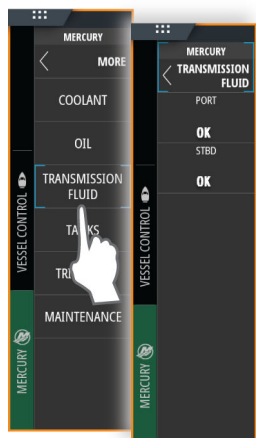 MERCURY
MORE
COOLANT
OIL
TRANSMISSION
FLUID
MAINTENANCE
VESSEL CONTROL
MERCURY
MERCURY
TRANSMISSION
FLUID
PORT
OK
STBD
OK
VESSEL CONTROL
MERCURY